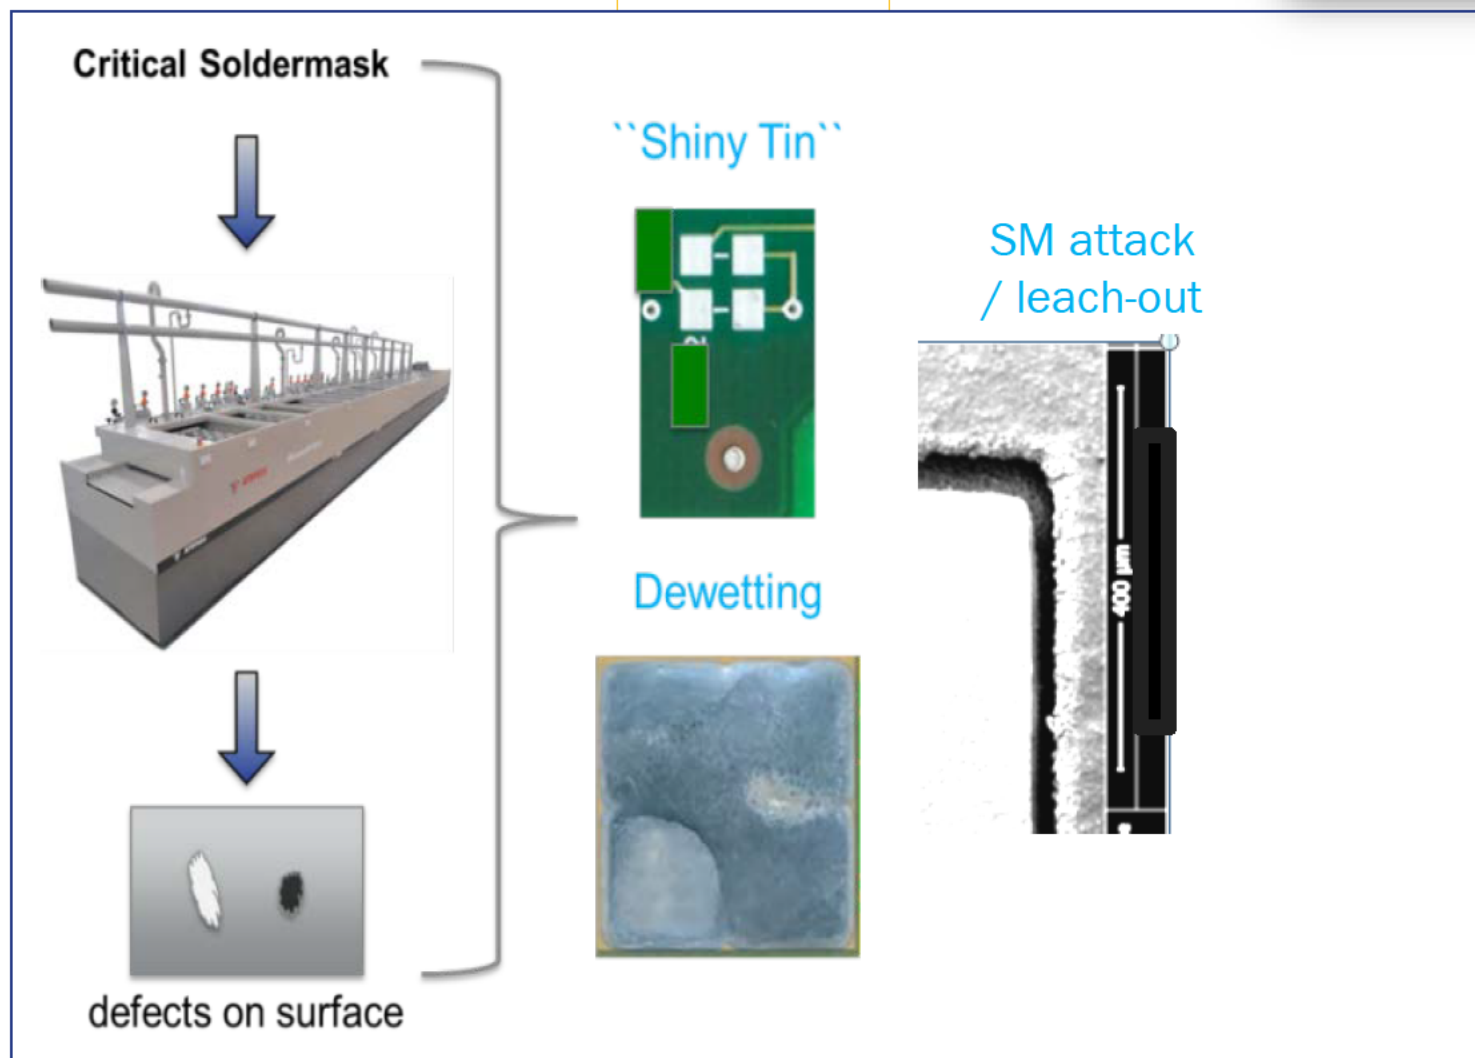 Critical Soldermask
``Shiny Tin``
SM attack
/ leach-out
400 µm
Dewetting
defects on surface